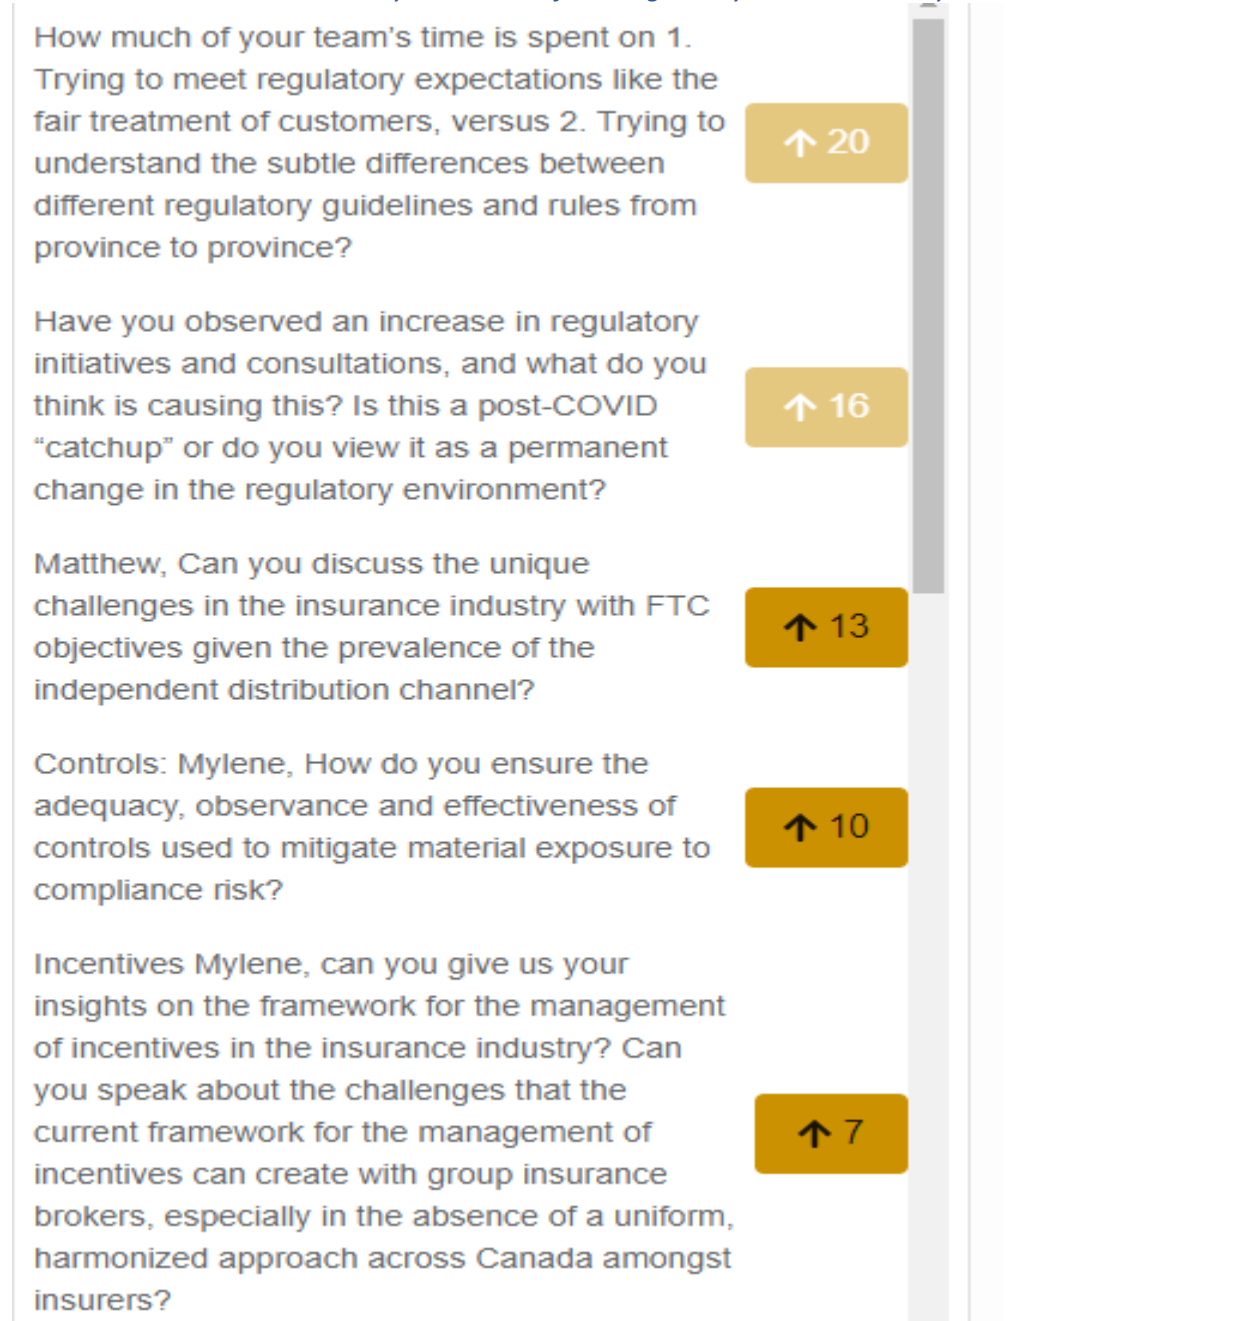 How much of your team’s time is spent on 1.
Trying to meet regulatory expectations like the
fair treatment of customers, versus 2. Trying to
understand the subtle differences between
different regulatory guidelines and rules from
province to province?
↑ 20
Have you observed an increase in regulatory
initiatives and consultations, and what do you
think is causing this? Is this a post-COVID
“catchup” or do you view it as a permanent
change in the regulatory environment?
↑ 16
Matthew, Can you discuss the unique
challenges in the insurance industry with FTC
objectives given the prevalence of the
independent distribution channel?
↑ 13
Controls: Mylene, How do you ensure the
adequacy, observance and effectiveness of
controls used to mitigate material exposure to
compliance risk?
↑ 10
Incentives Mylene, can you give us your
insights on the framework for the management
of incentives in the insurance industry? Can
you speak about the challenges that the
current framework for the management of
incentives can create with group insurance
brokers, especially in the absence of a uniform,
harmonized approach across Canada amongst
insurers?
↑ 7